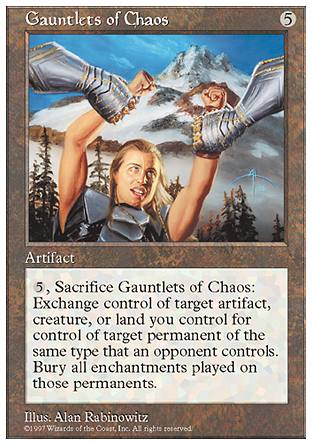 Gauntlets of Chaos 5
Artifact
5, Sacrifice Gauntlets of Chaos:
Exchange control of target artifact,
creature, or land you control for
control of target permanent of the
same type that an opponent controls.
Bury all enchantments played on
those permanents.
Illus. Alan Rabinowitz
©1997 Wizards of the Coast, Inc. All rights reserved